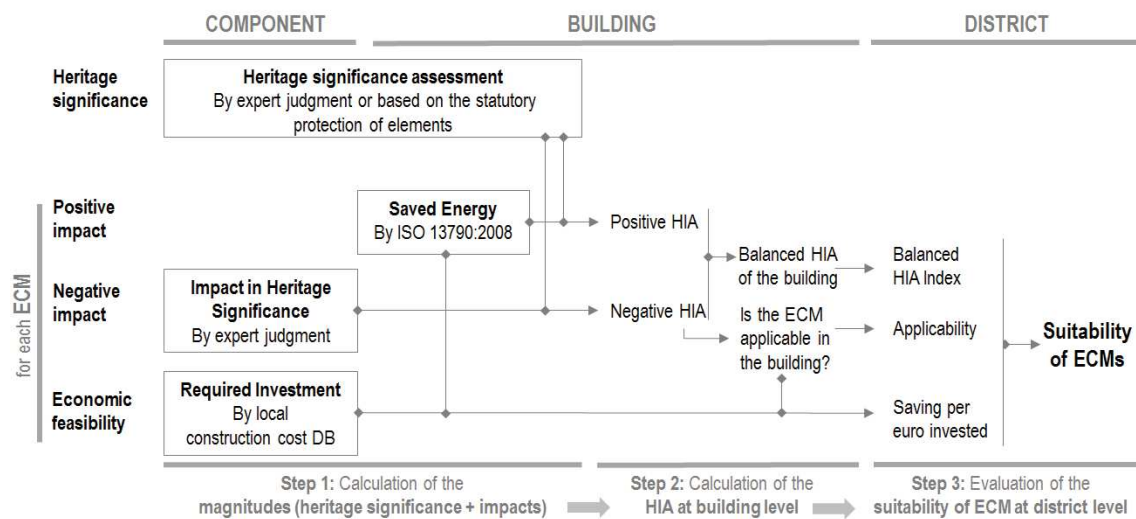 COMPONENT
BUILDING
DISTRICT
Heritage
significance
Heritage significance assessment
By expert judgment or based on the statutory
protection of elements
for each ECM
Positive
impact
Saved Energy
By ISO 13790:2008
Positive HIA
Balanced HIA
of the building
Balanced
HIA Index
Negative
impact
Impact in Heritage
Significance
By expert judgment
Negative HIA
Is the ECM
applicable in
the building?
Applicability
Suitability
of ECMs
Economic
feasibility
Required Investment
By local
construction cost DB
Saving per
euro invested
Step 1: Calculation of the
magnitudes (heritage significance + impacts)
Step 2: Calculation of the
HIA at building level
Step 3: Evaluation of the
suitability of ECM at district level